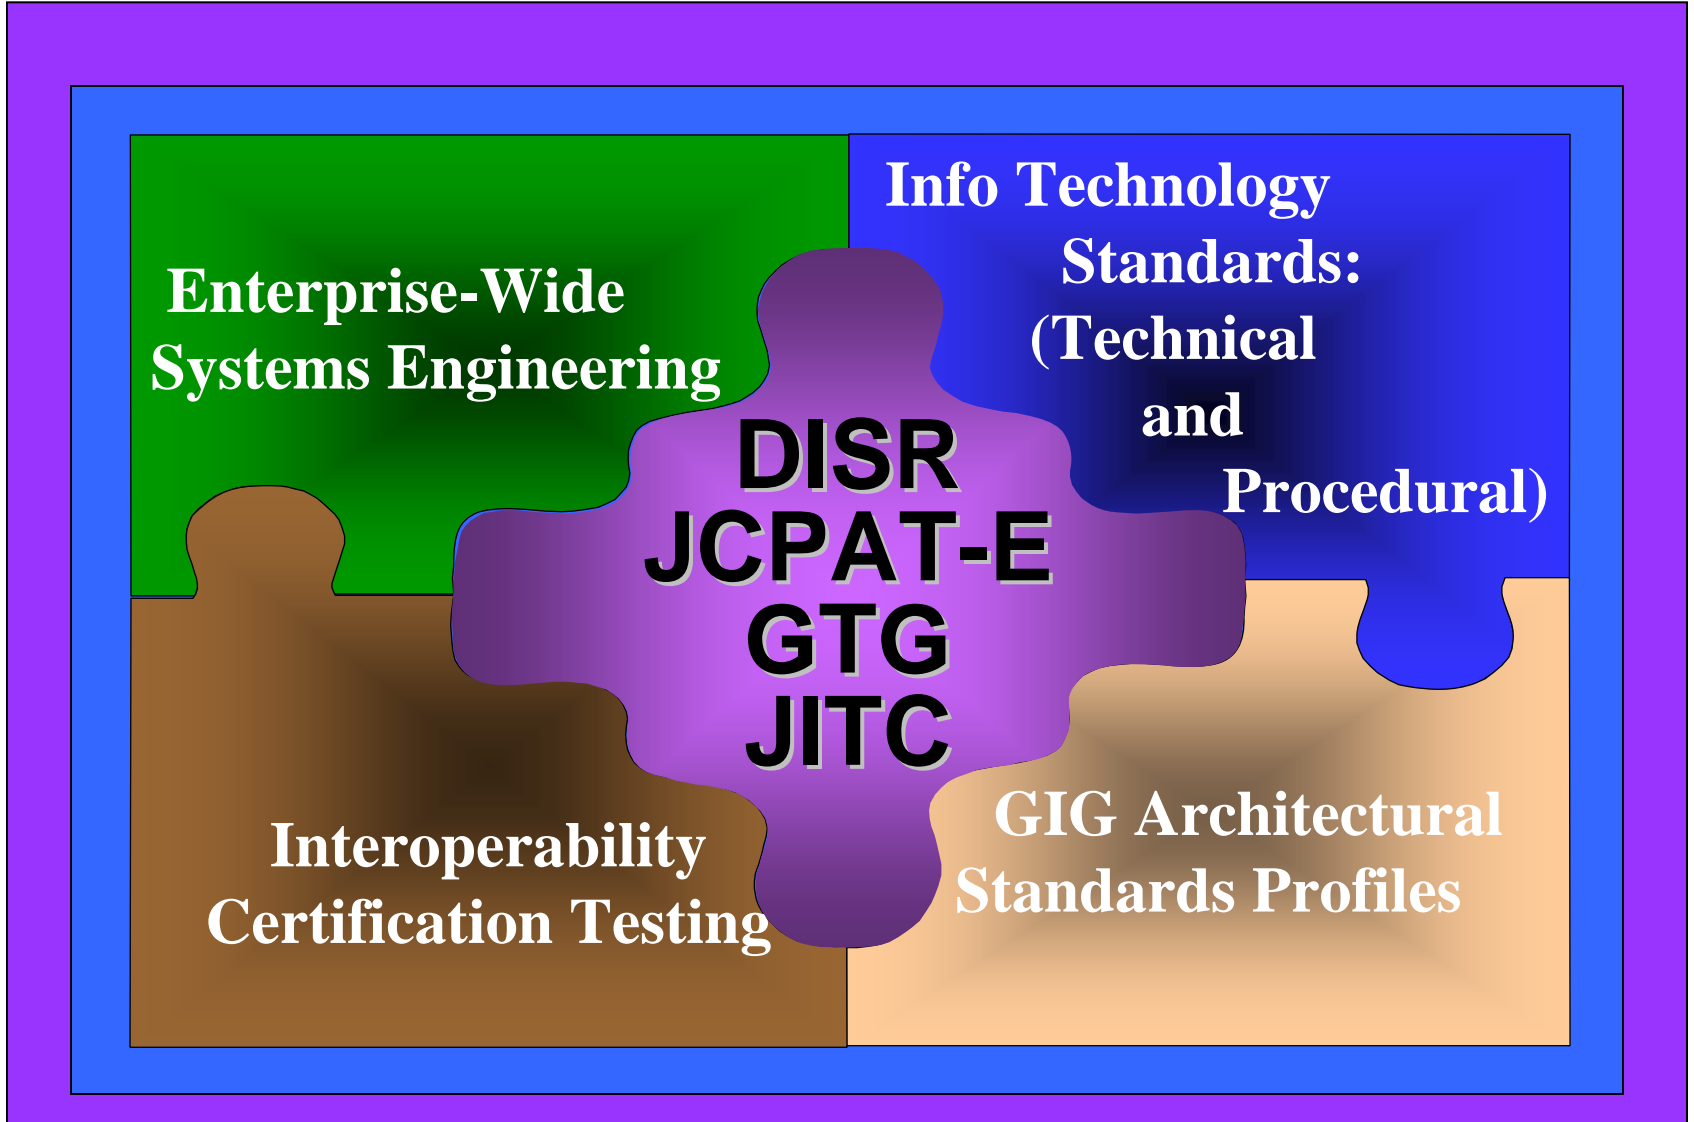 Enterprise-Wide
Systems Engineering
Info Technology
Standards:
(Technical
and
Procedural)
DISR
JCPAT-E
GTG
JITC
Interoperability
Certification Testing
GIG Architectural
Standards Profiles